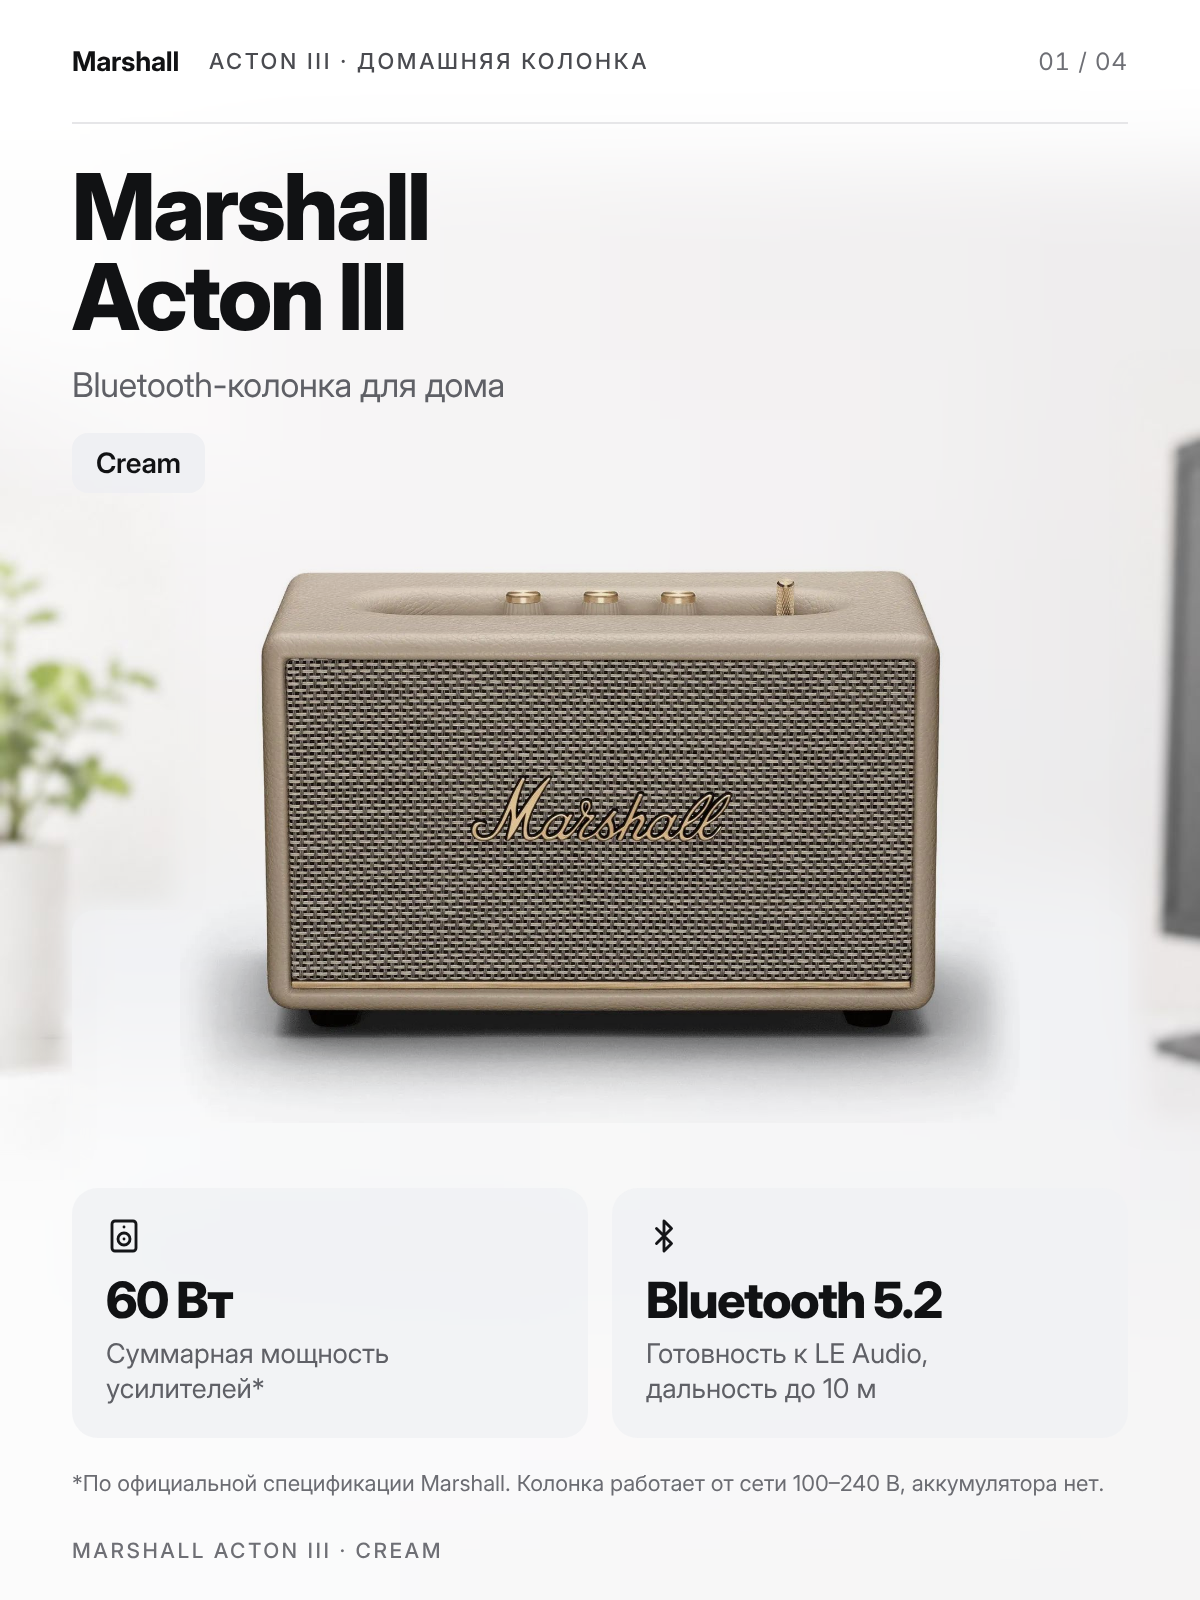 Marshall ACTON III · ДОМАШНЯЯ КОЛОНКА 01 / 04
Marshall
Acton III
Bluetooth-колонка для дома
Cream
Marshall
60 Вт
Суммарная мощность
усилителей*
Bluetooth 5.2
Готовность к LE Audio,
дальность до 10 м
*По официальной спецификации Marshall. Колонка работает от сети 100–240 В, аккумулятора нет.
MARSHALL ACTON III · CREAM